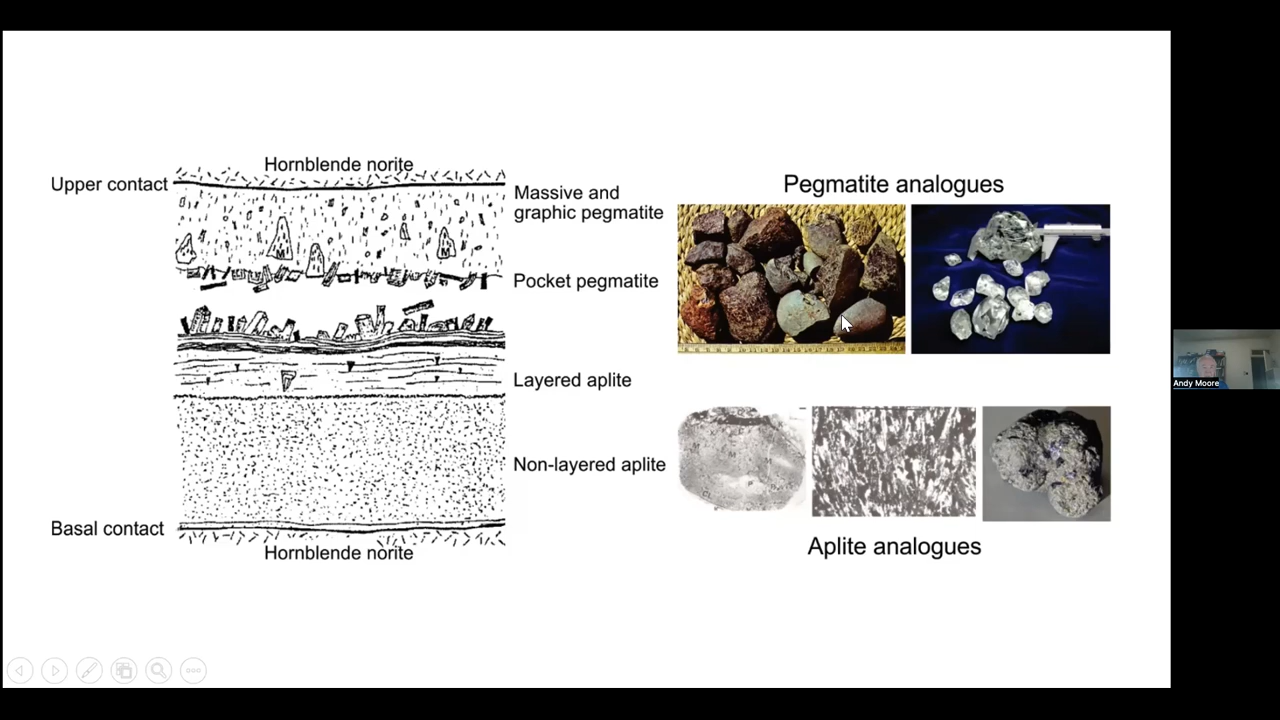 Hornblende norite
Upper contact
Massive and
graphic pegmatite
M
M
Pocket pegmatite
Layered aplite
Non-layered aplite
Basal contact
Hornblende norite
Pegmatite analogues
Aplite analogues
Andy Moore